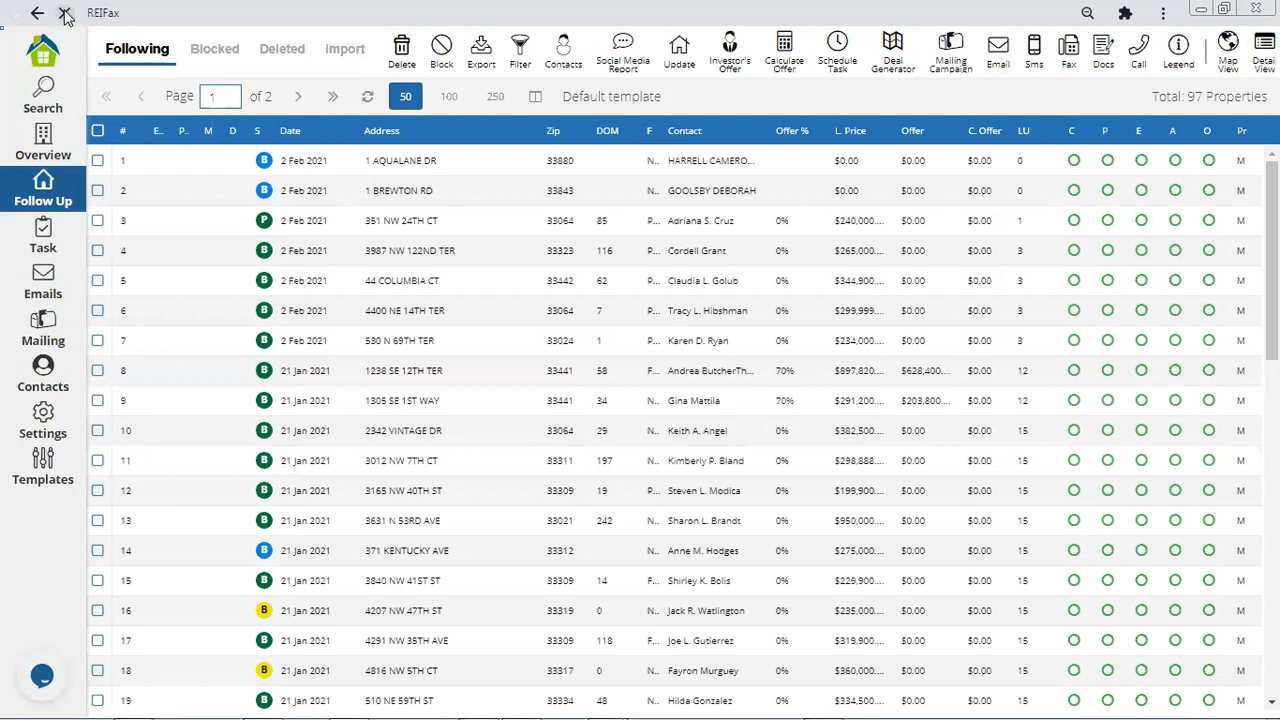 REIFax
Following Blocked Deleted Import
Delete Block Export Filter Contacts Social Media Report Update Investor's Offer Calculate Offer Schedule Task Deal Generator Mailing Campaign Email Sms Fax Docs Call Legend Map View Detail View
Search
Overview
Follow Up
Task
Emails
Mailing
Contacts
Settings
Templates
Page 1 of 2 50 100 250 Default template Total: 97 Properties
# E.. P.. M D S Date Address Zip DOM F Contact Offer % L. Price Offer C. Offer LU C P E A O Pr
1 B 2 Feb 2021 1 AQUALANE DR 33880 N.. HARRELL CAMERO... $0.00 $0.00 $0.00 0 M
2 B 2 Feb 2021 1 BREWTON RD 33843 N.. GOOLSBY DEBORAH $0.00 $0.00 $0.00 0 M
3 P 2 Feb 2021 351 NW 24TH CT 33064 85 P... Adriana S. Cruz 0% $240,000.... $0.00 $0.00 1 M
4 B 2 Feb 2021 3987 NW 122ND TER 33323 116 P... Cordell Grant 0% $265,000.... $0.00 $0.00 3 M
5 B 2 Feb 2021 44 COLUMBIA CT 33442 62 P... Claudia L. Golub 0% $344,900.... $0.00 $0.00 3 M
6 B 2 Feb 2021 4400 NE 14TH TER 33064 7 P... Tracy L. Hibshman 0% $299,999.... $0.00 $0.00 3 M
7 B 2 Feb 2021 530 N 69TH TER 33024 1 P... Karen D. Ryan 0% $234,000.... $0.00 $0.00 3 M
8 B 21 Jan 2021 1238 SE 12TH TER 33441 58 F... Andrea ButcherTh... 70% $897,820.... $628,400.... $0.00 12 M
9 B 21 Jan 2021 1305 SE 1ST WAY 33441 34 N.. Gina Mattila 70% $291,200.... $203,800.... $0.00 12 M
10 B 21 Jan 2021 2342 VINTAGE DR 33064 29 N.. Keith A. Angel 0% $382,500.... $0.00 $0.00 15 M
11 B 21 Jan 2021 3012 NW 7TH CT 33311 197 N.. Kimberly P. Bland 0% $298,888.... $0.00 $0.00 15 M
12 B 21 Jan 2021 3165 NW 40TH ST 33309 19 P... Steven L. Modica 0% $199,900.... $0.00 $0.00 15 M
13 B 21 Jan 2021 3631 N 53RD AVE 33021 242 N.. Sharon L. Brandt 0% $950,000.... $0.00 $0.00 15 M
14 B 21 Jan 2021 371 KENTUCKY AVE 33312 N.. Anne M. Hodges 0% $275,000.... $0.00 $0.00 15 M
15 B 21 Jan 2021 3840 NW 41ST ST 33309 14 F... Shirley K. Bolis 0% $229,900.... $0.00 $0.00 15 M
16 B 21 Jan 2021 4207 NW 47TH ST 33319 0 N.. Jack R. Watlington 0% $235,000.... $0.00 $0.00 15 M
17 B 21 Jan 2021 4291 NW 35TH AVE 33309 118 F... Joe L. Gutierrez 0% $319,900.... $0.00 $0.00 15 M
18 B 21 Jan 2021 4816 NW 5TH CT 33317 0 N.. Fayron Murguey 0% $360,000.... $0.00 $0.00 15 M
19 B 21 Jan 2021 510 NE 59TH ST 33334 48 N.. Hilda Gonzalez 0% $334,500.... $0.00 $0.00 15 M